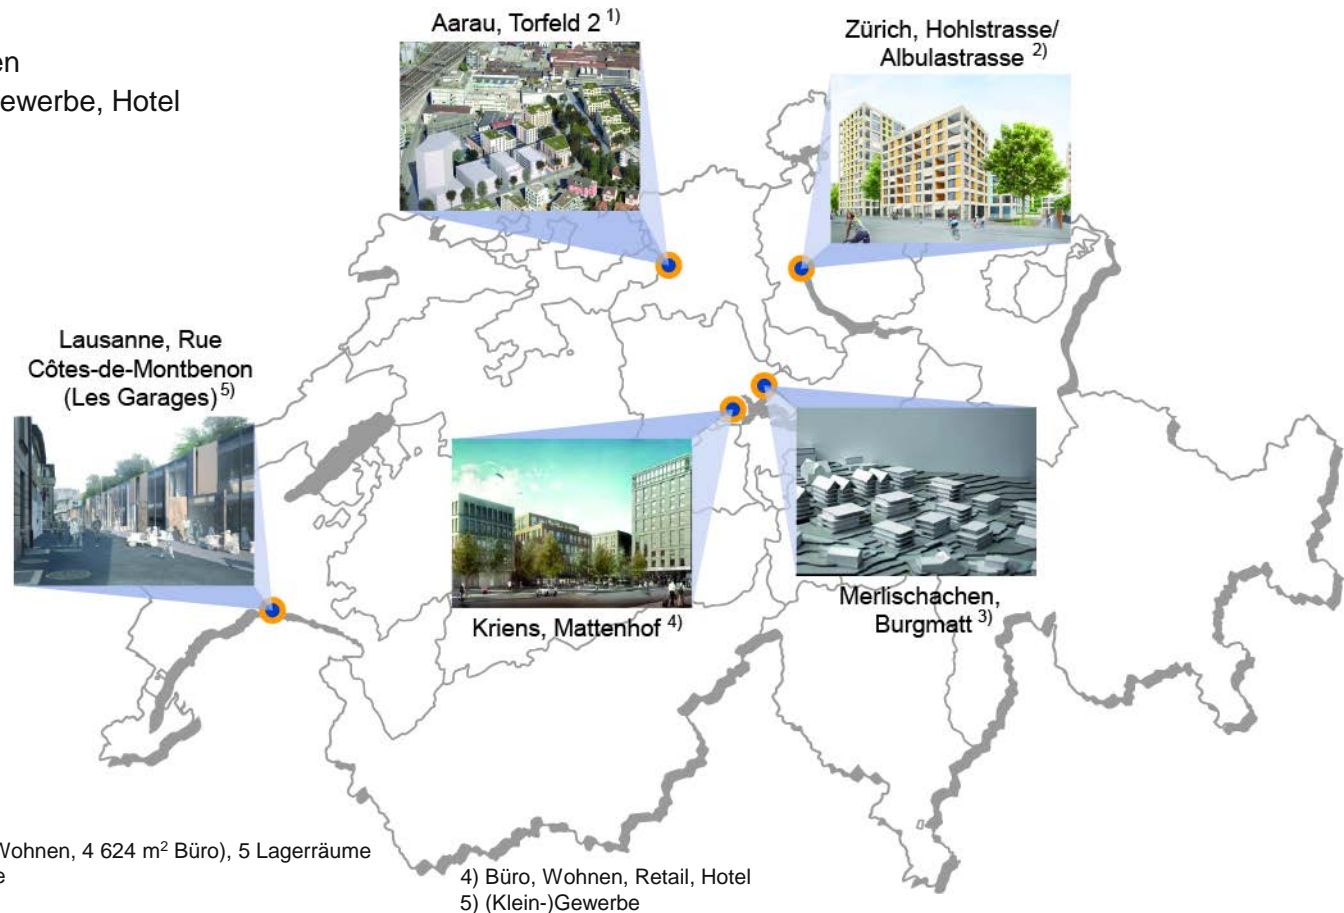 Aarau, Torfeld 2 1)
Zürich, Hohlstrasse/
Albulastrasse 2)
en
ewerbe, Hotel
Lausanne, Rue
Côtes-de-Montbenon
(Les Garages) 5)
Kriens, Mattenhof 4)
Merlischachen,
Burgmatt 3)
Wohnen, 4 624 m2 Büro), 5 Lagerräume
e
4) Büro, Wohnen, Retail, Hotel
5) (Klein-)Gewerbe